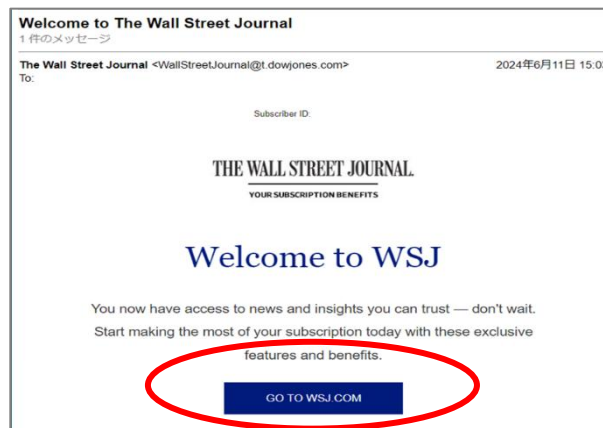 Welcome to The Wall Street Journal
1 件のメッセージ
The Wall Street Journal <WallStreetJournal@t.dowjones.com> 2024年6月11日 15:03
To:
Subscriber ID:
THE WALL STREET JOURNAL.
YOUR SUBSCRIPTION BENEFITS
Welcome to WSJ
You now have access to news and insights you can trust — don't wait.
Start making the most of your subscription today with these exclusive
features and benefits.
GO TO WSJ.COM